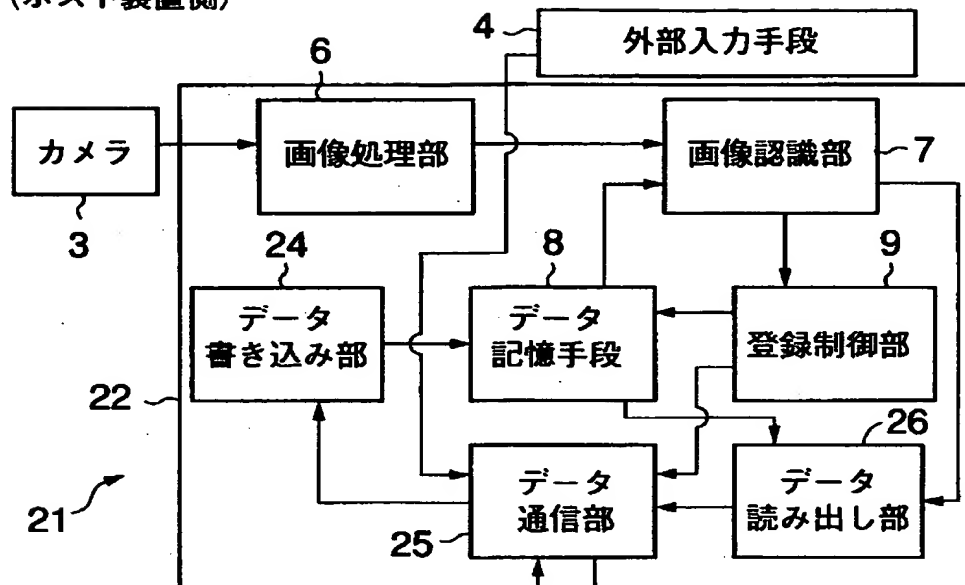 (ホスト装置側)
4
外部入力手段
6
カメラ
画像処理部
画像認識部
7
3
24
8
9
データ
書き込み部
データ
記憶手段
登録制御部
22
26
データ
通信部
データ
読み出し部
21
25